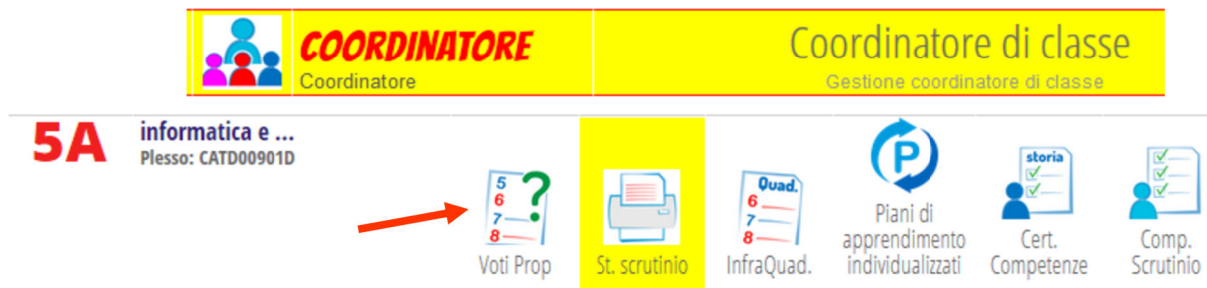 COORDINATORE
Coordinatore
Coordinatore di classe
Gestione coordinatore di classe
5A
informatica e ...
Plesso: CATD00901D
5
6
7
8
?
Voti Prop
St. scrutinio
Quad.
6
7
8
InfraQuad.
P
Piani di
apprendimento
individualizzati
storia
Cert.
Competenze
Comp.
Scrutinio